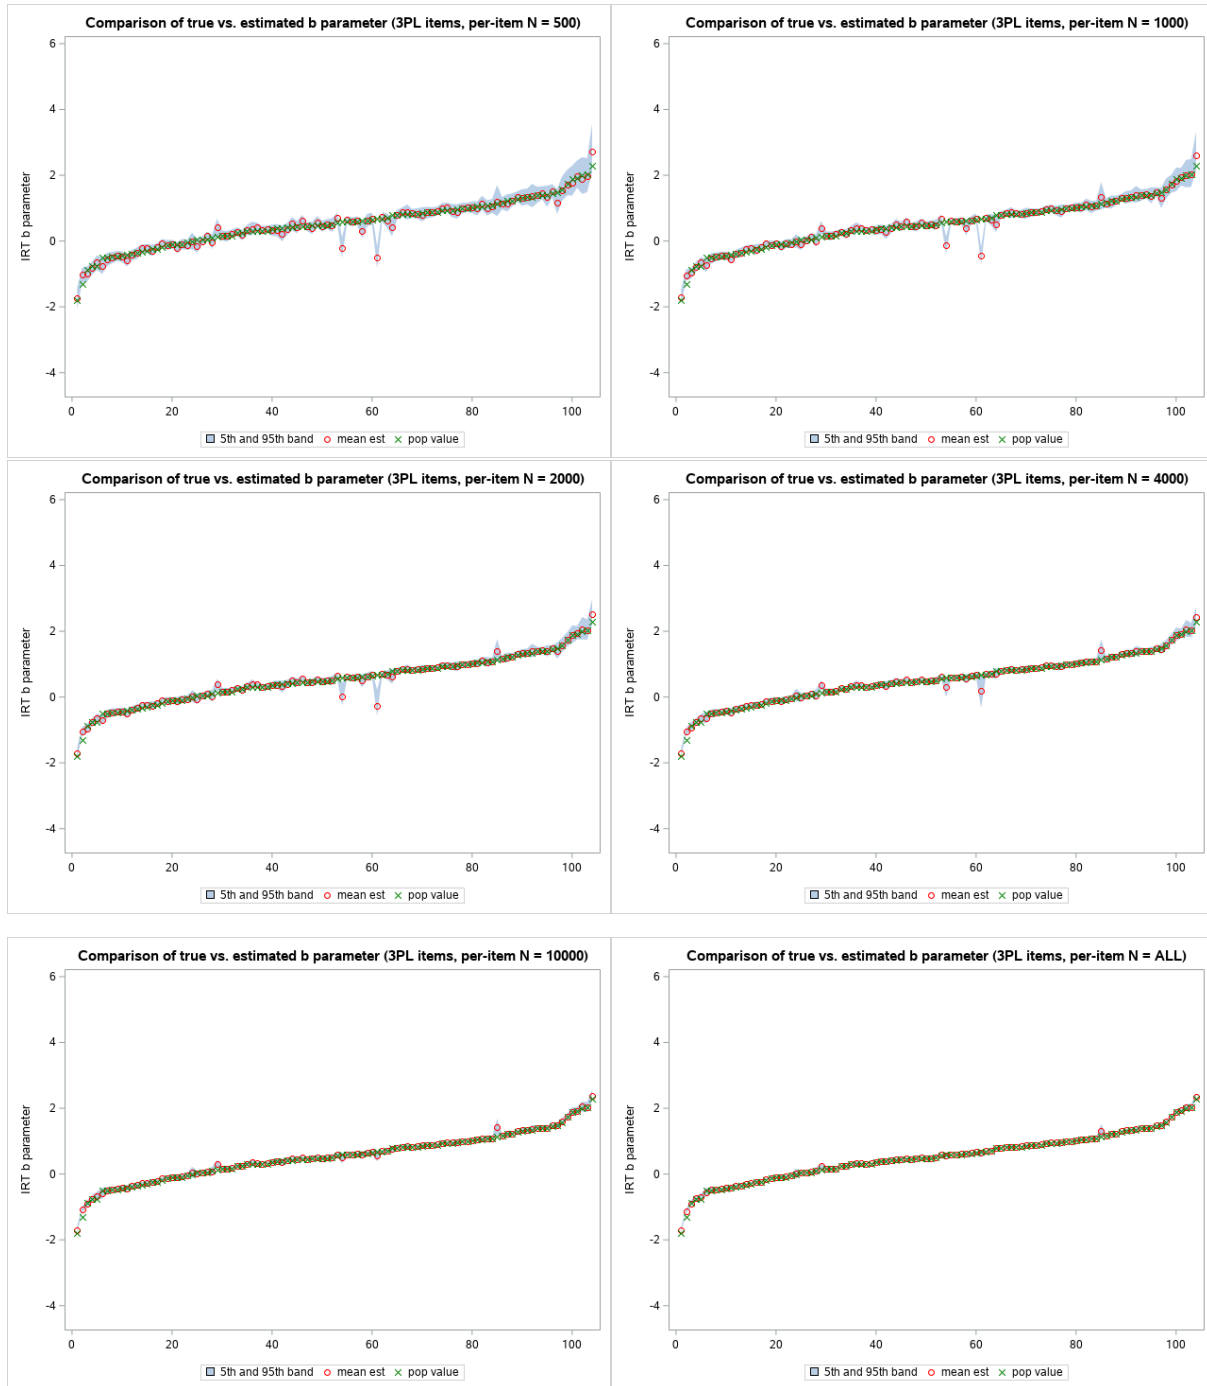 Comparison of true vs. estimated b parameter (3PL items, per-item N = 500)
6
4
2
0
-2
-4
IRT b parameter
0 20 40 60 80 100
5th and 95th band mean est pop value
Comparison of true vs. estimated b parameter (3PL items, per-item N = 1000)
6
4
2
0
-2
-4
IRT b parameter
0 20 40 60 80 100
5th and 95th band mean est pop value
Comparison of true vs. estimated b parameter (3PL items, per-item N = 2000)
6
4
2
0
-2
-4
IRT b parameter
0 20 40 60 80 100
5th and 95th band mean est pop value
Comparison of true vs. estimated b parameter (3PL items, per-item N = 4000)
6
4
2
0
-2
-4
IRT b parameter
0 20 40 60 80 100
5th and 95th band mean est pop value
Comparison of true vs. estimated b parameter (3PL items, per-item N = 10000)
6
4
2
0
-2
-4
IRT b parameter
0 20 40 60 80 100
5th and 95th band mean est pop value
Comparison of true vs. estimated b parameter (3PL items, per-item N = ALL)
6
4
2
0
-2
-4
IRT b parameter
0 20 40 60 80 100
5th and 95th band mean est pop value